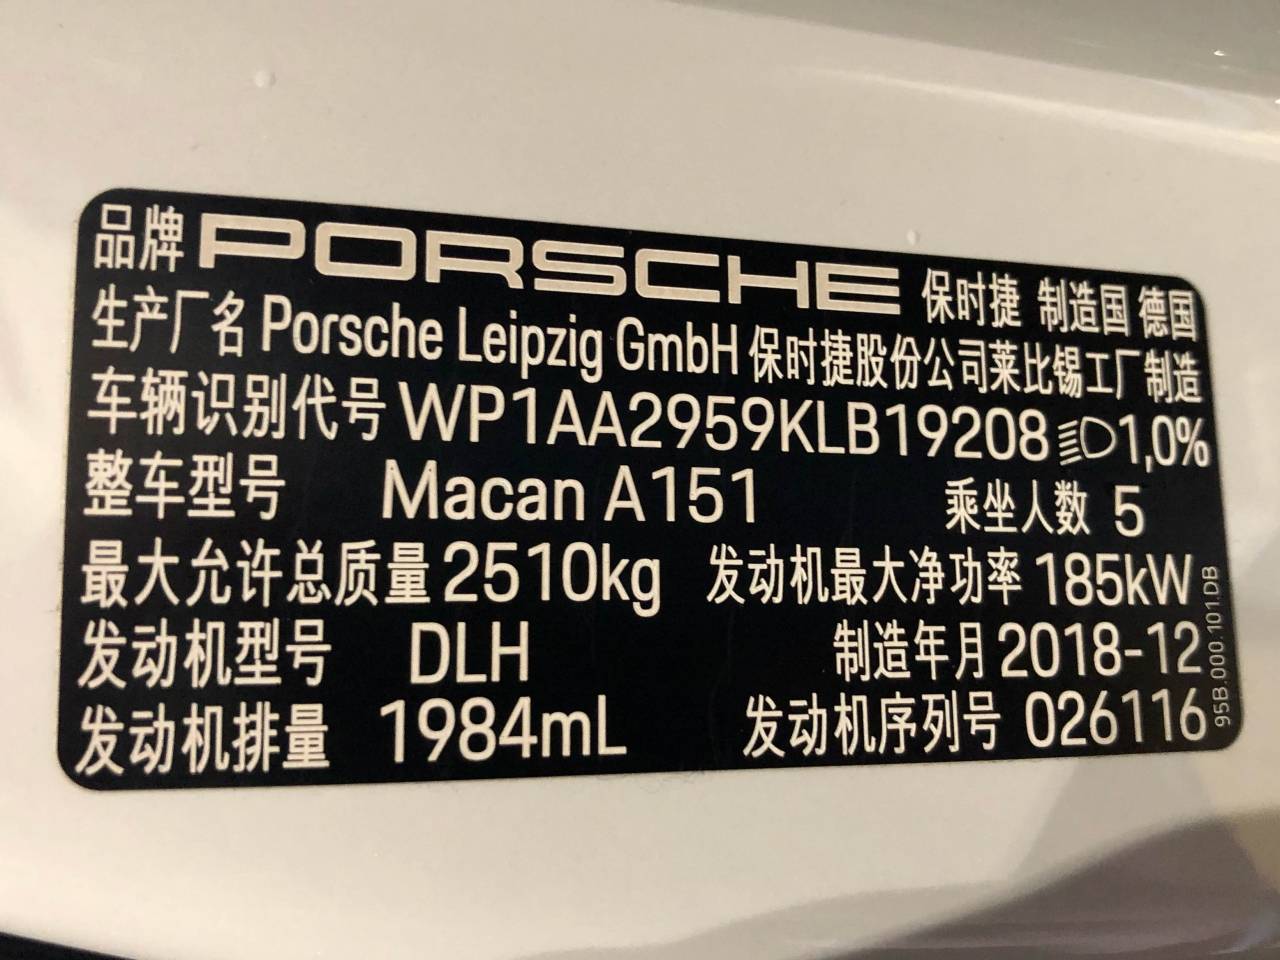 品牌 PORSCHE 保时捷 制造国 德国
生产厂名 Porsche Leipzig GmbH 保时捷股份公司莱比锡工厂制造
车辆识别代号 WP1AA2959KLB19208 1,0%
整车型号 Macan A151 乘坐人数 5
最大允许总质量 2510kg 发动机最大净功率 185kW
发动机型号 DLH 制造年月 2018-12
发动机排量 1984mL 发动机序列号 026116
95B.000.101.DB